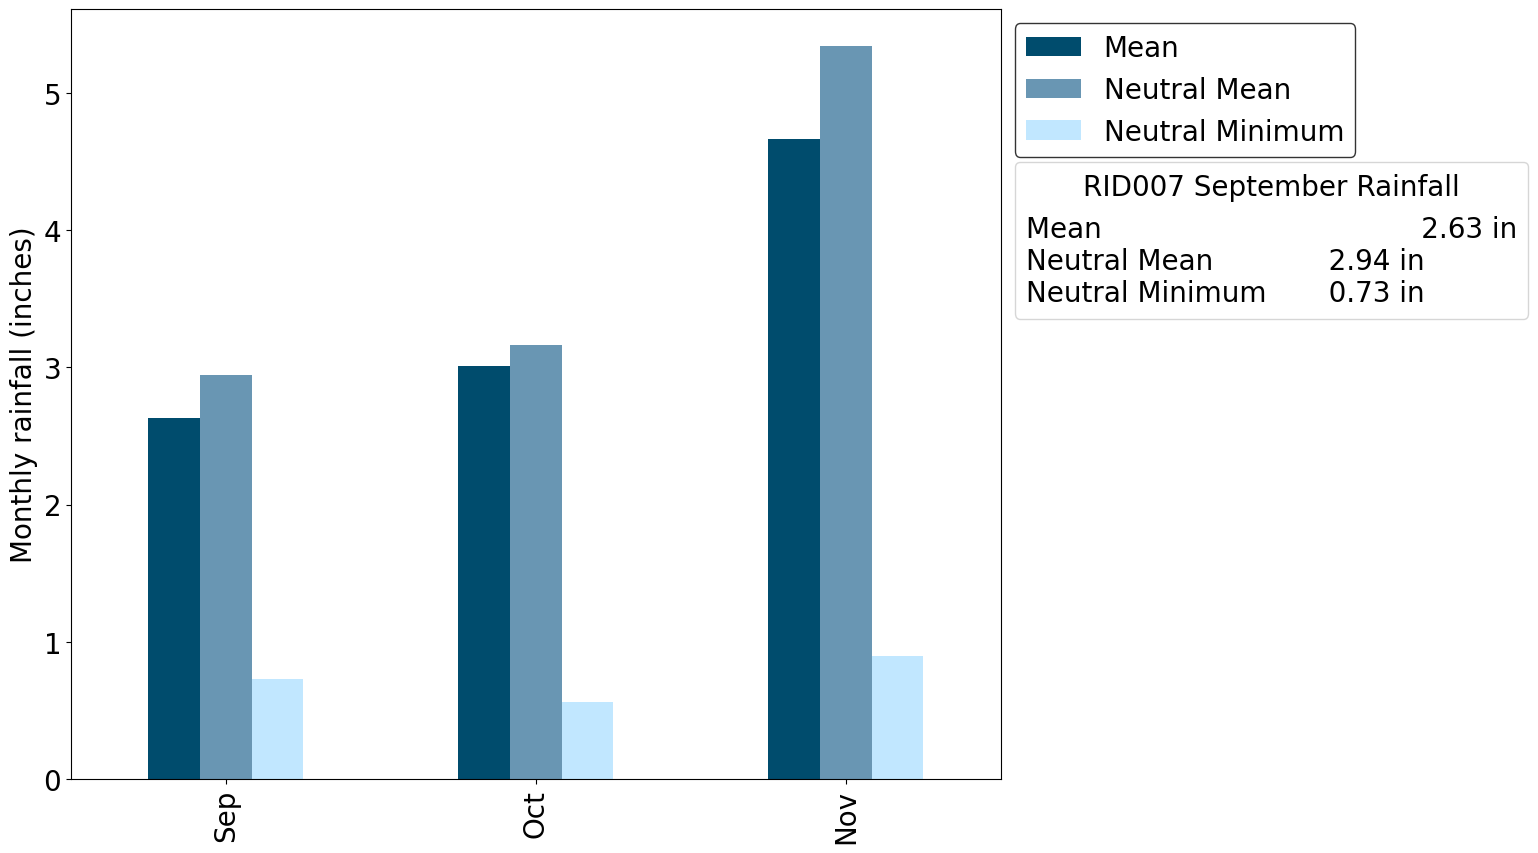 Monthly rainfall (inches)
5
4
3
2
1
0
Sep
Oct
Nov
Mean
Neutral Mean
Neutral Minimum
RID007 September Rainfall
Mean 2.63 in
Neutral Mean 2.94 in
Neutral Minimum 0.73 in